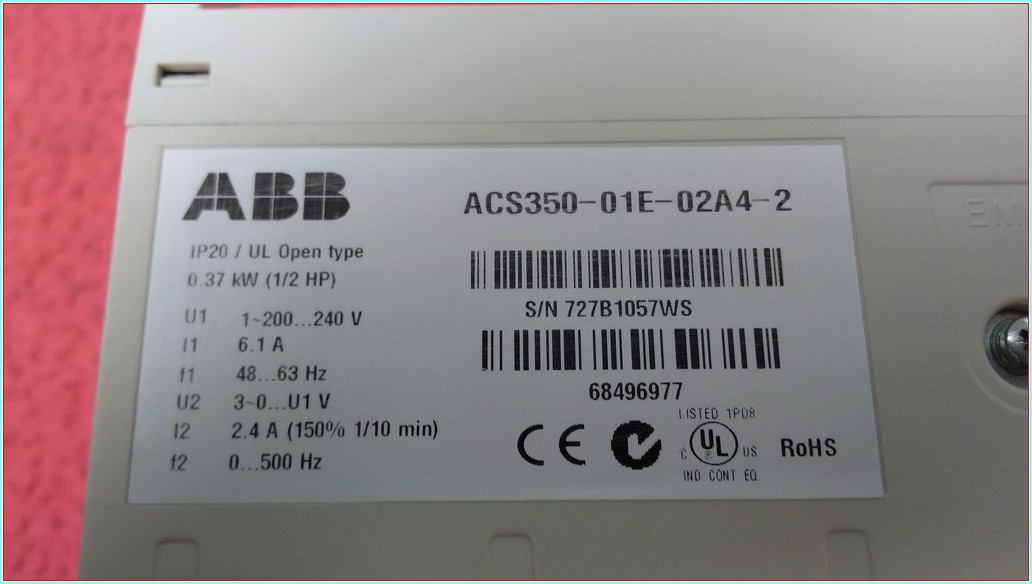 ABB
ACS350-01E-02A4-2
IP20 / UL Open type
0.37 kW (1/2 HP)
U1 1~200...240 V
I1 6.1 A
f1 48...63 Hz
U2 3~0...U1 V
I2 2.4 A (150% 1/10 min)
f2 0...500 Hz
S/N 727B1057WS
68496977
LISTED 1PD8
CE
C UL ® US
RoHS
IND. CONT. EQ.
EM